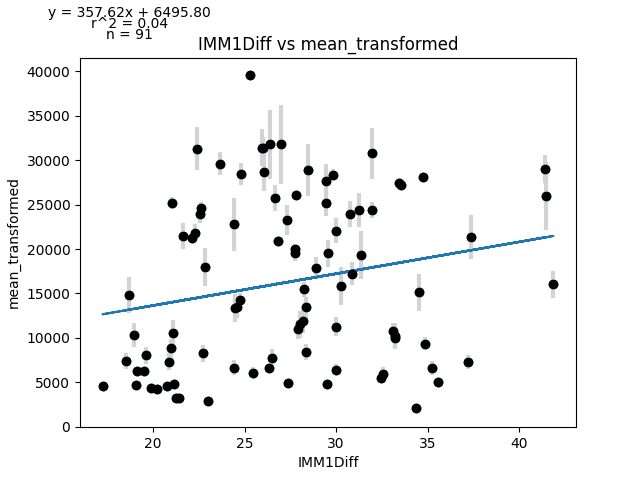 y = 357.62x + 6495.80
r^2 = 0.04
n = 91
IMM1Diff vs mean_transformed
mean_transformed
40000
35000
30000
25000
20000
15000
10000
5000
0
20 25 30 35 40
IMM1Diff